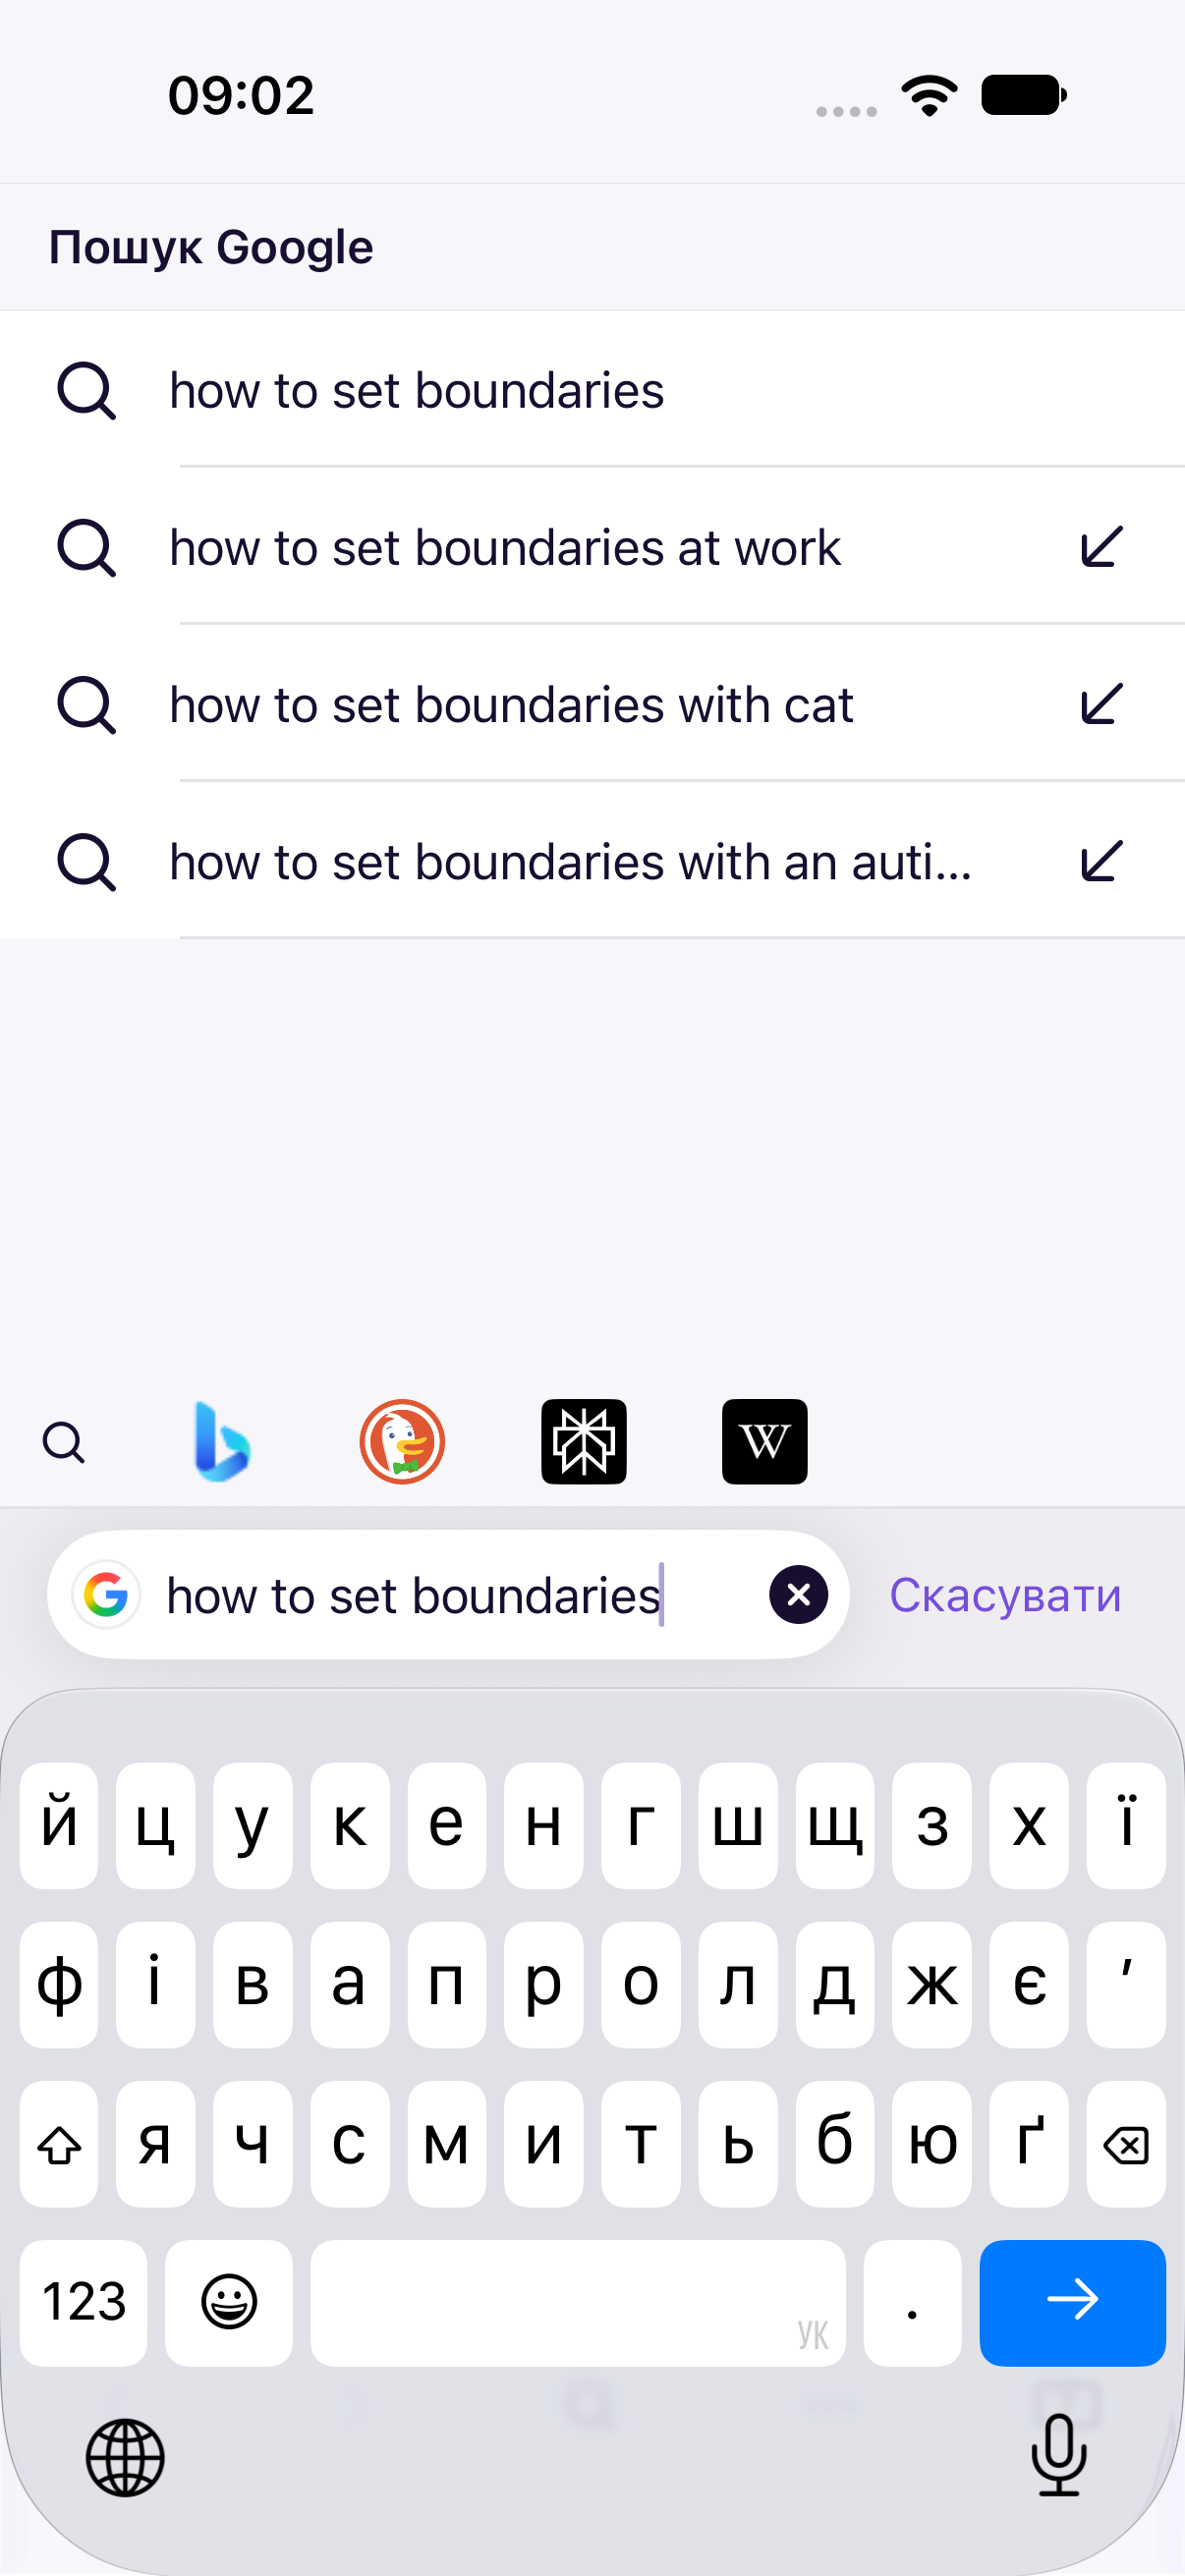 09:02
Пошук Google
how to set boundaries
how to set boundaries at work
how to set boundaries with cat
how to set boundaries with an auti...
W
how to set boundaries
Скасувати
й ц у к е н г ш щ з х ї
ф і в а п р о л д ж є ʼ
я ч с м и т ь б ю ґ
123 .
УК